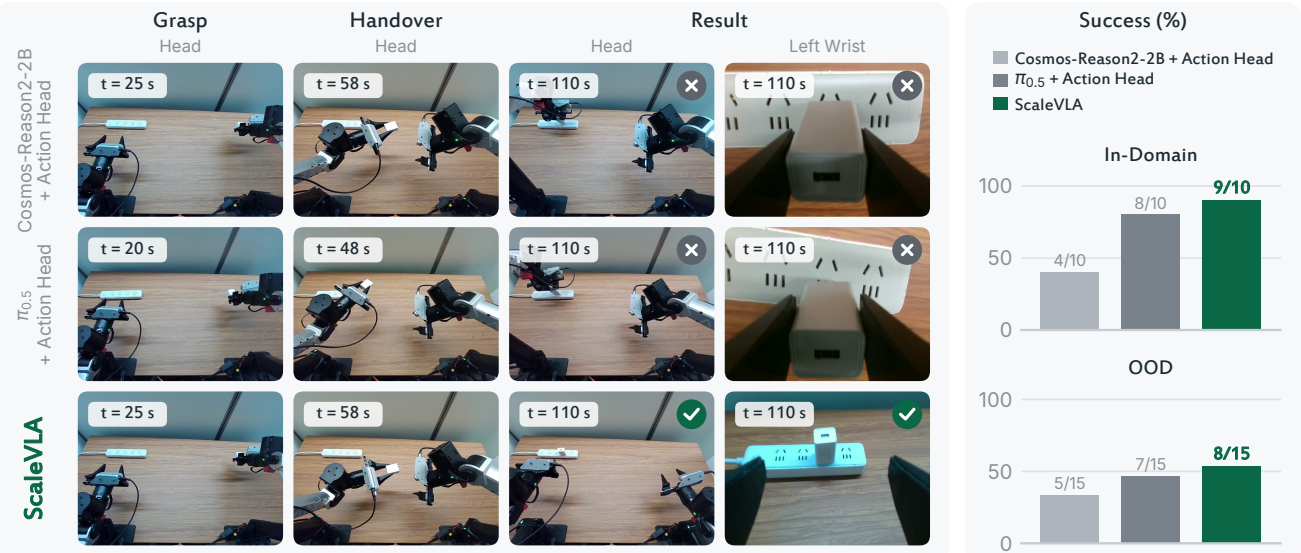 Grasp
Handover
Result
Head
Head
Head
Left Wrist
Cosmos-Reason2-2B
+ Action Head
t = 25 s
t = 58 s
t = 110 s
t = 110 s
π0.5
+ Action Head
t = 20 s
t = 48 s
t = 110 s
t = 110 s
ScaleVLA
t = 25 s
t = 58 s
t = 110 s
t = 110 s
Success (%)
Cosmos-Reason2-2B + Action Head
π0.5 + Action Head
ScaleVLA
In-Domain
100
50
0
4/10
8/10
9/10
OOD
100
50
0
5/15
7/15
8/15